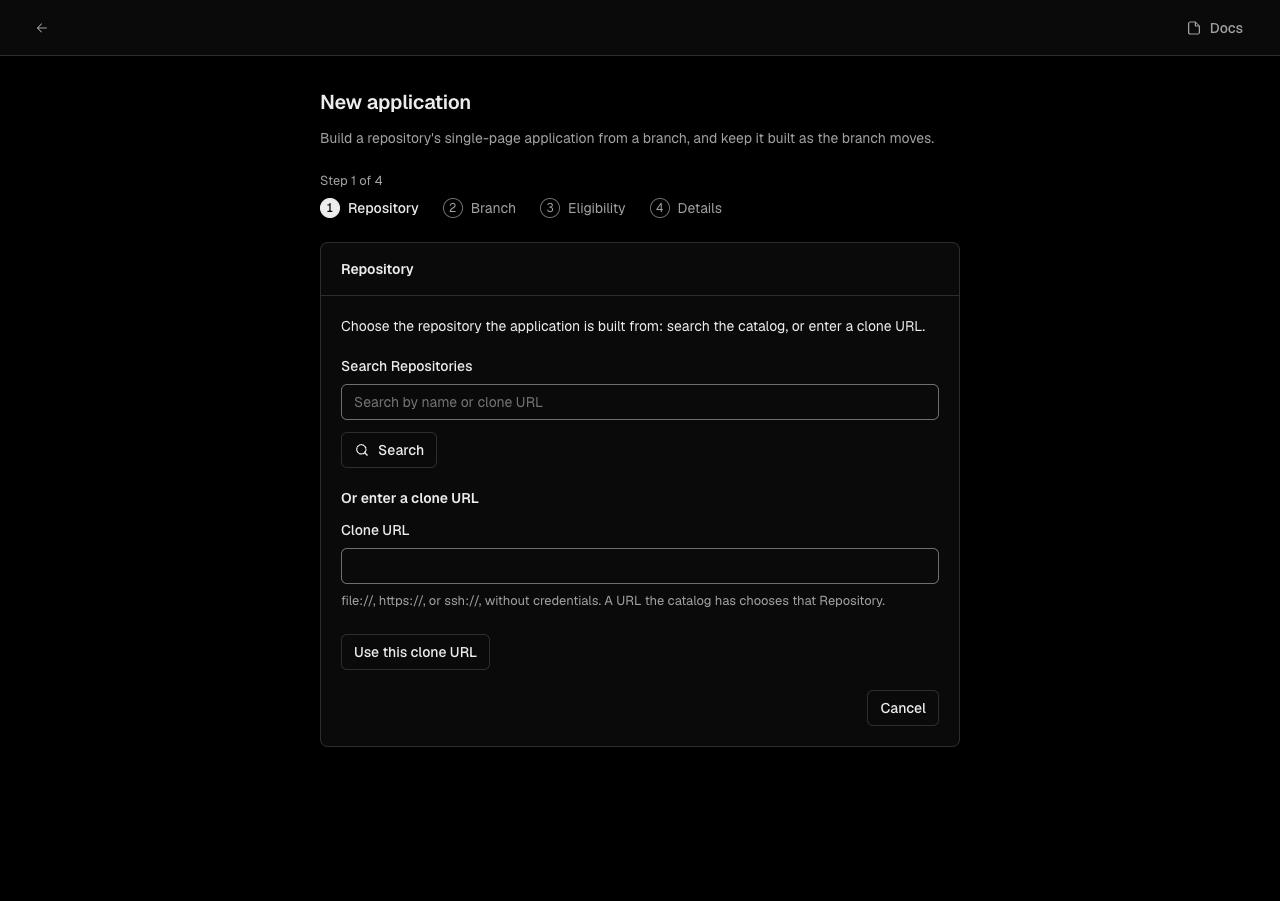 Docs
New application
Build a repository's single-page application from a branch, and keep it built as the branch moves.
Step 1 of 4
1 Repository 2 Branch 3 Eligibility 4 Details
Repository
Choose the repository the application is built from: search the catalog, or enter a clone URL.
Search Repositories
Search by name or clone URL
Search
Or enter a clone URL
Clone URL
file://, https://, or ssh://, without credentials. A URL the catalog has chooses that Repository.
Use this clone URL
Cancel